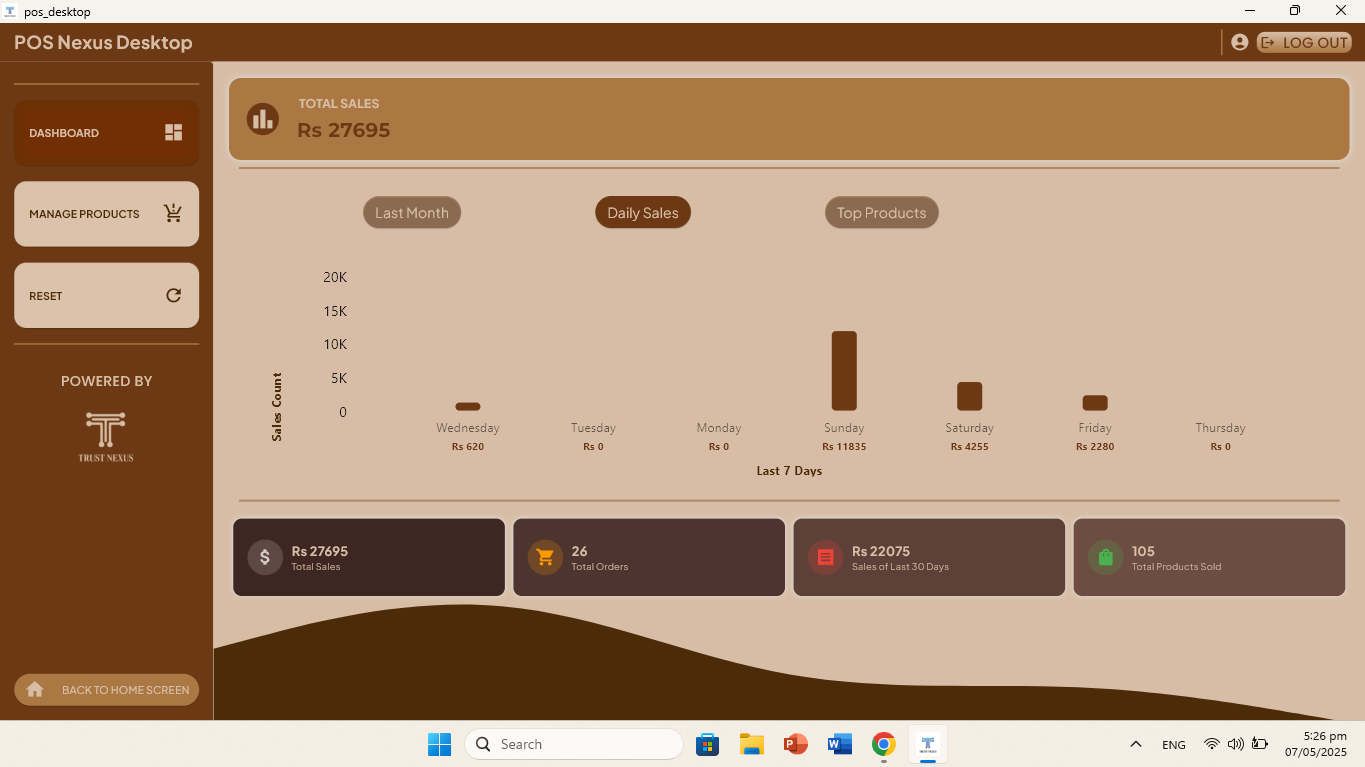 pos_desktop
POS Nexus Desktop
LOG OUT
DASHBOARD
MANAGE PRODUCTS
RESET
POWERED BY
TRUST NEXUS
BACK TO HOME SCREEN
TOTAL SALES
Rs 27695
Last Month
Daily Sales
Top Products
20K
15K
10K
5K
0
Sales Count
Wednesday Tuesday Monday Sunday Saturday Friday Thursday
Rs 620 Rs 0 Rs 0 Rs 11835 Rs 4255 Rs 2280 Rs 0
Last 7 Days
Rs 27695
Total Sales
26
Total Orders
Rs 22075
Sales of Last 30 Days
105
Total Products Sold
Search
ENG
5:26 pm
07/05/2025